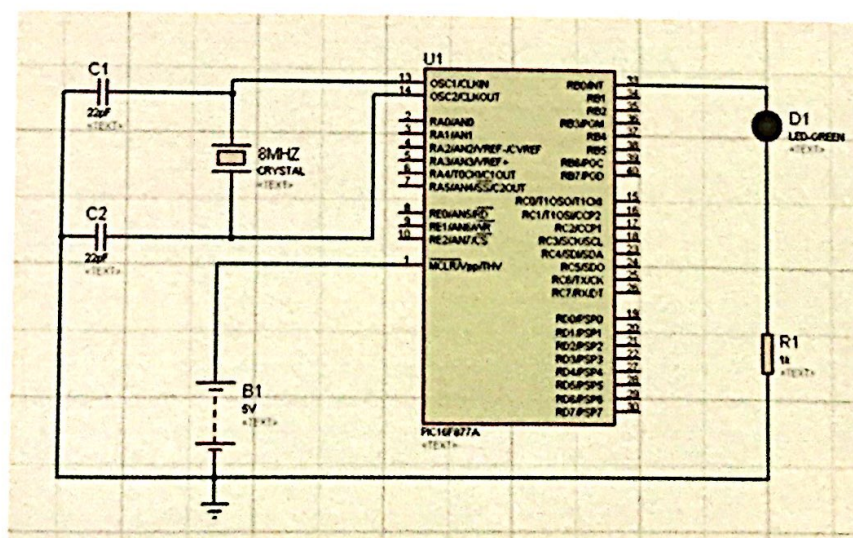 C1
22pF
<TEXT>
8MHZ
CRYSTAL
<TEXT>
C2
22pF
<TEXT>
B1
5V
<TEXT>
U1
13 OSC1/CLKIN
14 OSC2/CLKOUT
2 RA0/AN0
3 RA1/AN1
4 RA2/AN2/VREF-/CVREF
5 RA3/AN3/VREF+
6 RA4/T0CKI/C1OUT
7 RA5/AN4/SS/C2OUT
8 RE0/AN5/RD
9 RE1/AN6/WR
10 RE2/AN7/CS
1 MCLR/Vpp/THV
RB0/INT 33
RB1 34
RB2 35
RB3/PGM 36
RB4 37
RB5 38
RB6/PGC 39
RB7/PGD 40
RC0/T1OSO/T1CKI 15
RC1/T1OSI/CCP2 16
RC2/CCP1 17
RC3/SCK/SCL 18
RC4/SDI/SDA 23
RC5/SDO 24
RC6/TX/CK 25
RC7/RX/DT 26
RD0/PSP0 19
RD1/PSP1 20
RD2/PSP2 21
RD3/PSP3 22
RD4/PSP4 27
RD5/PSP5 28
RD6/PSP6 29
RD7/PSP7 30
PIC16F877A
<TEXT>
D1
LED-GREEN
<TEXT>
R1
1k
<TEXT>